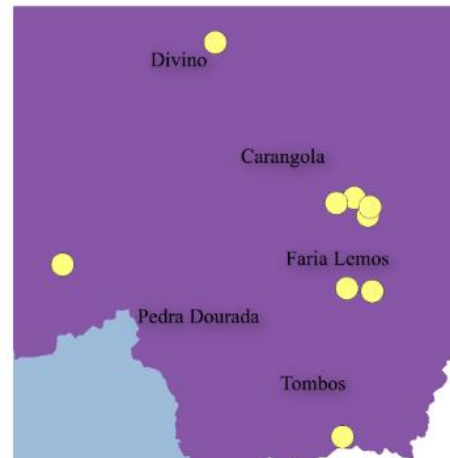 Divino
Carangola
Faria Lemos
Pedra Dourada
Tombos